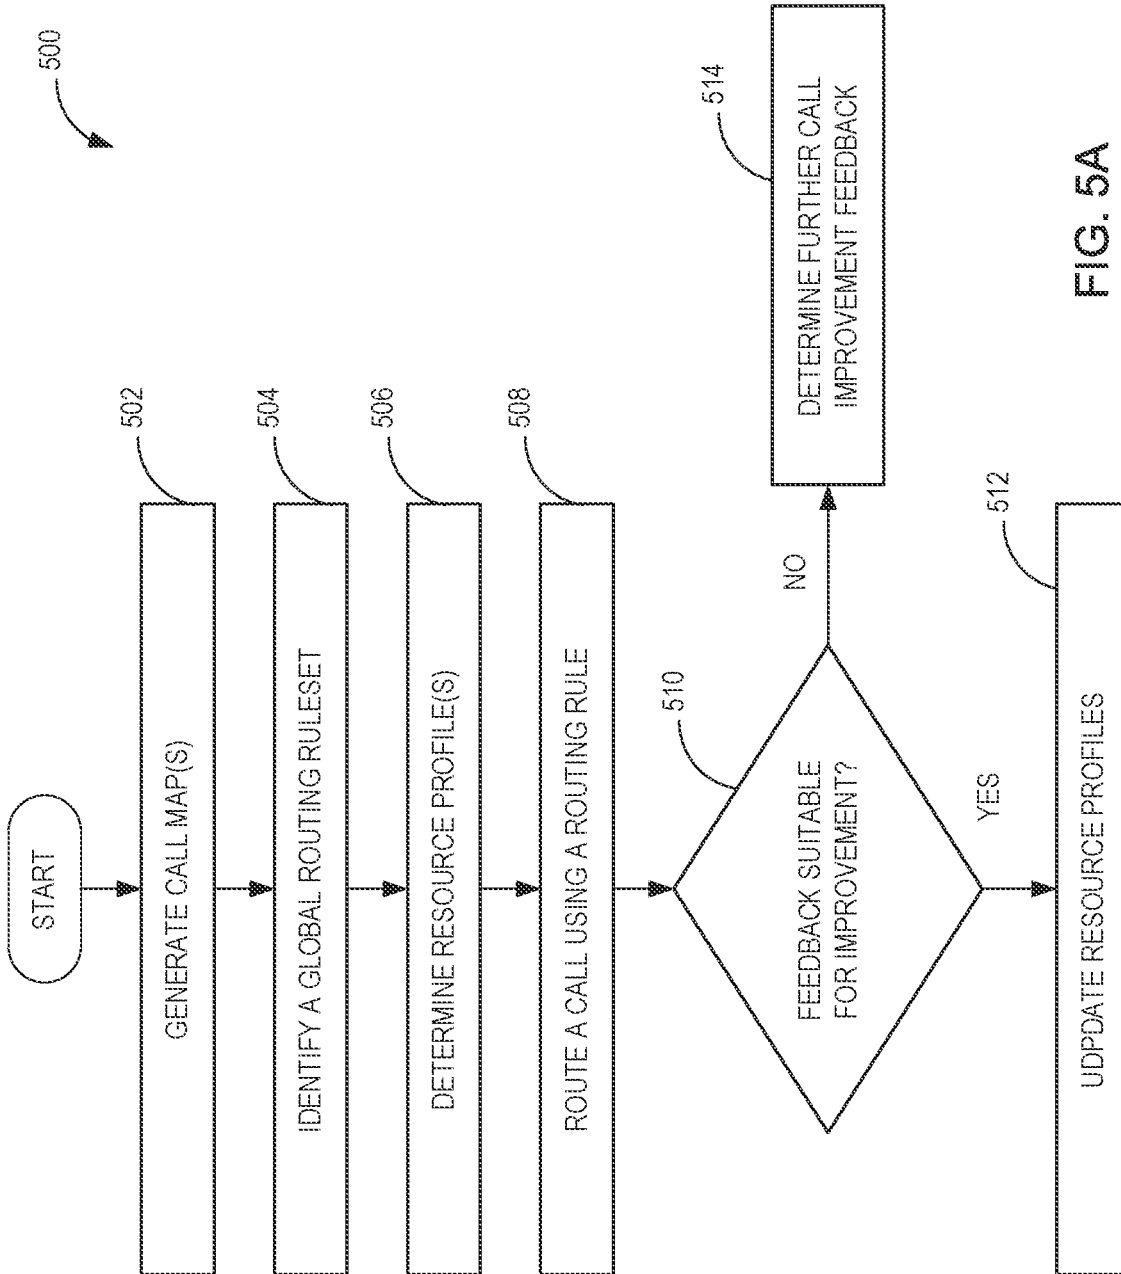 500
START
GENERATE CALL MAP(S)
502
IDENTIFY A GLOBAL ROUTING RULESET
504
DETERMINE RESOURCE PROFILE(S)
506
ROUTE A CALL USING A ROUTING RULE
508
FEEDBACK SUITABLE
FOR IMPROVEMENT?
510
NO
DETERMINE FURTHER CALL
IMPROVEMENT FEEDBACK
514
YES
UDPDATE RESOURCE PROFILES
512
FIG. 5A